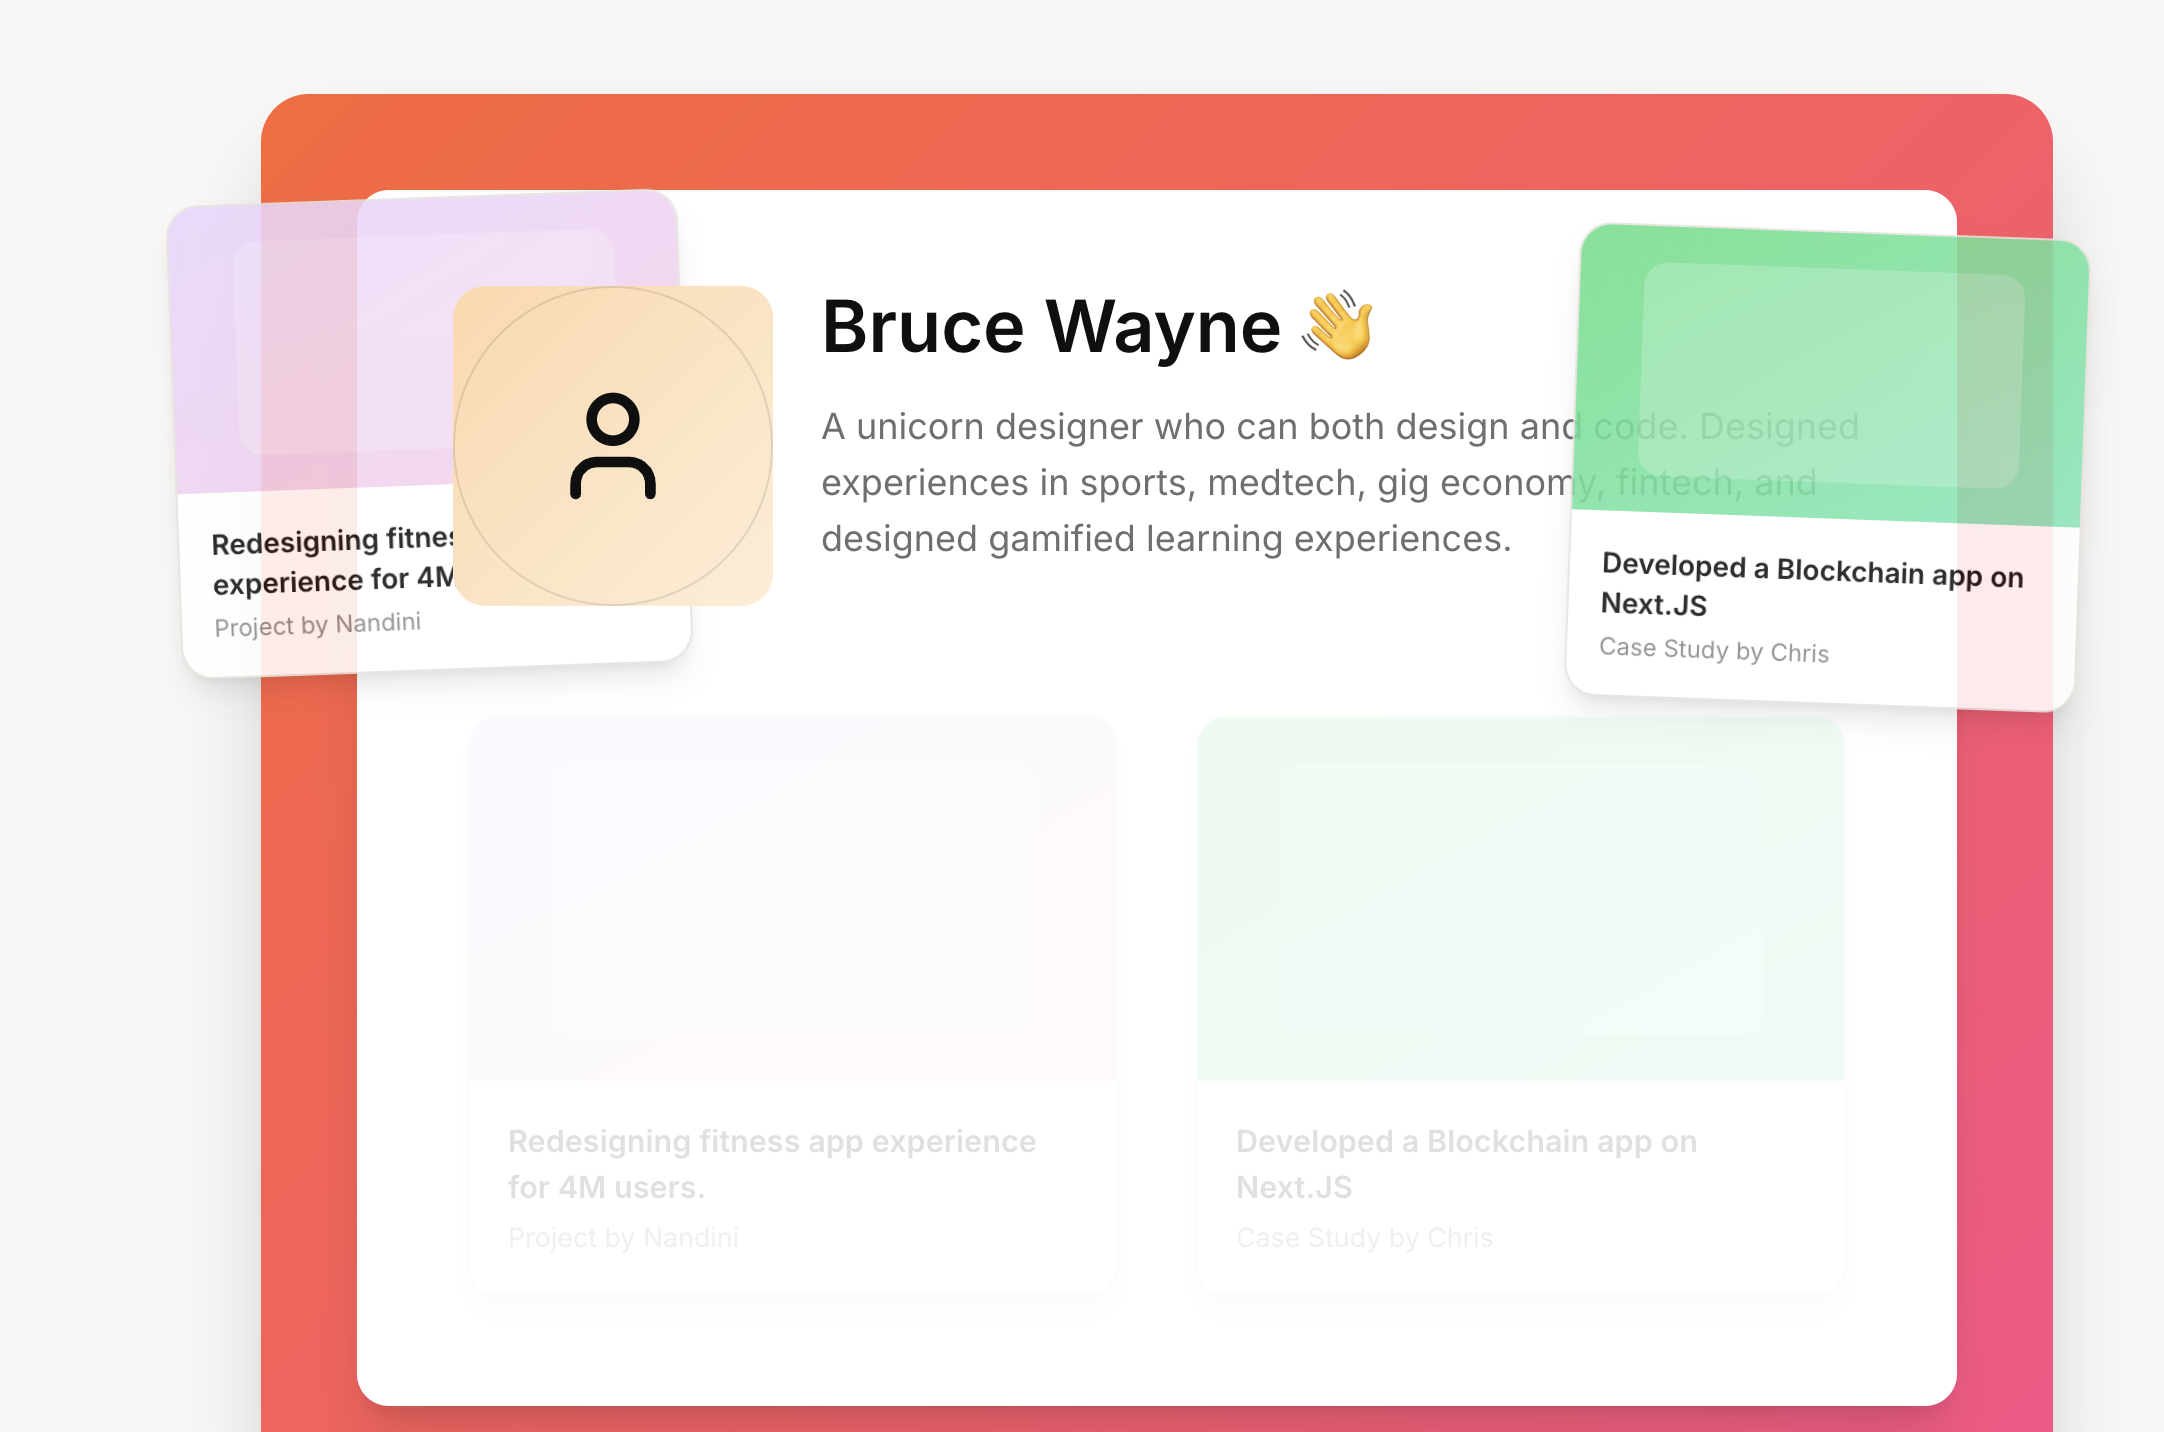 Bruce Wayne 👋
A unicorn designer who can both design and code. Designed
experiences in sports, medtech, gig economy, fintech, and
designed gamified learning experiences.
Redesigning fitnes
experience for 4M
Project by Nandini
Developed a Blockchain app on
Next.JS
Case Study by Chris
Redesigning fitness app experience
for 4M users.
Project by Nandini
Developed a Blockchain app on
Next.JS
Case Study by Chris